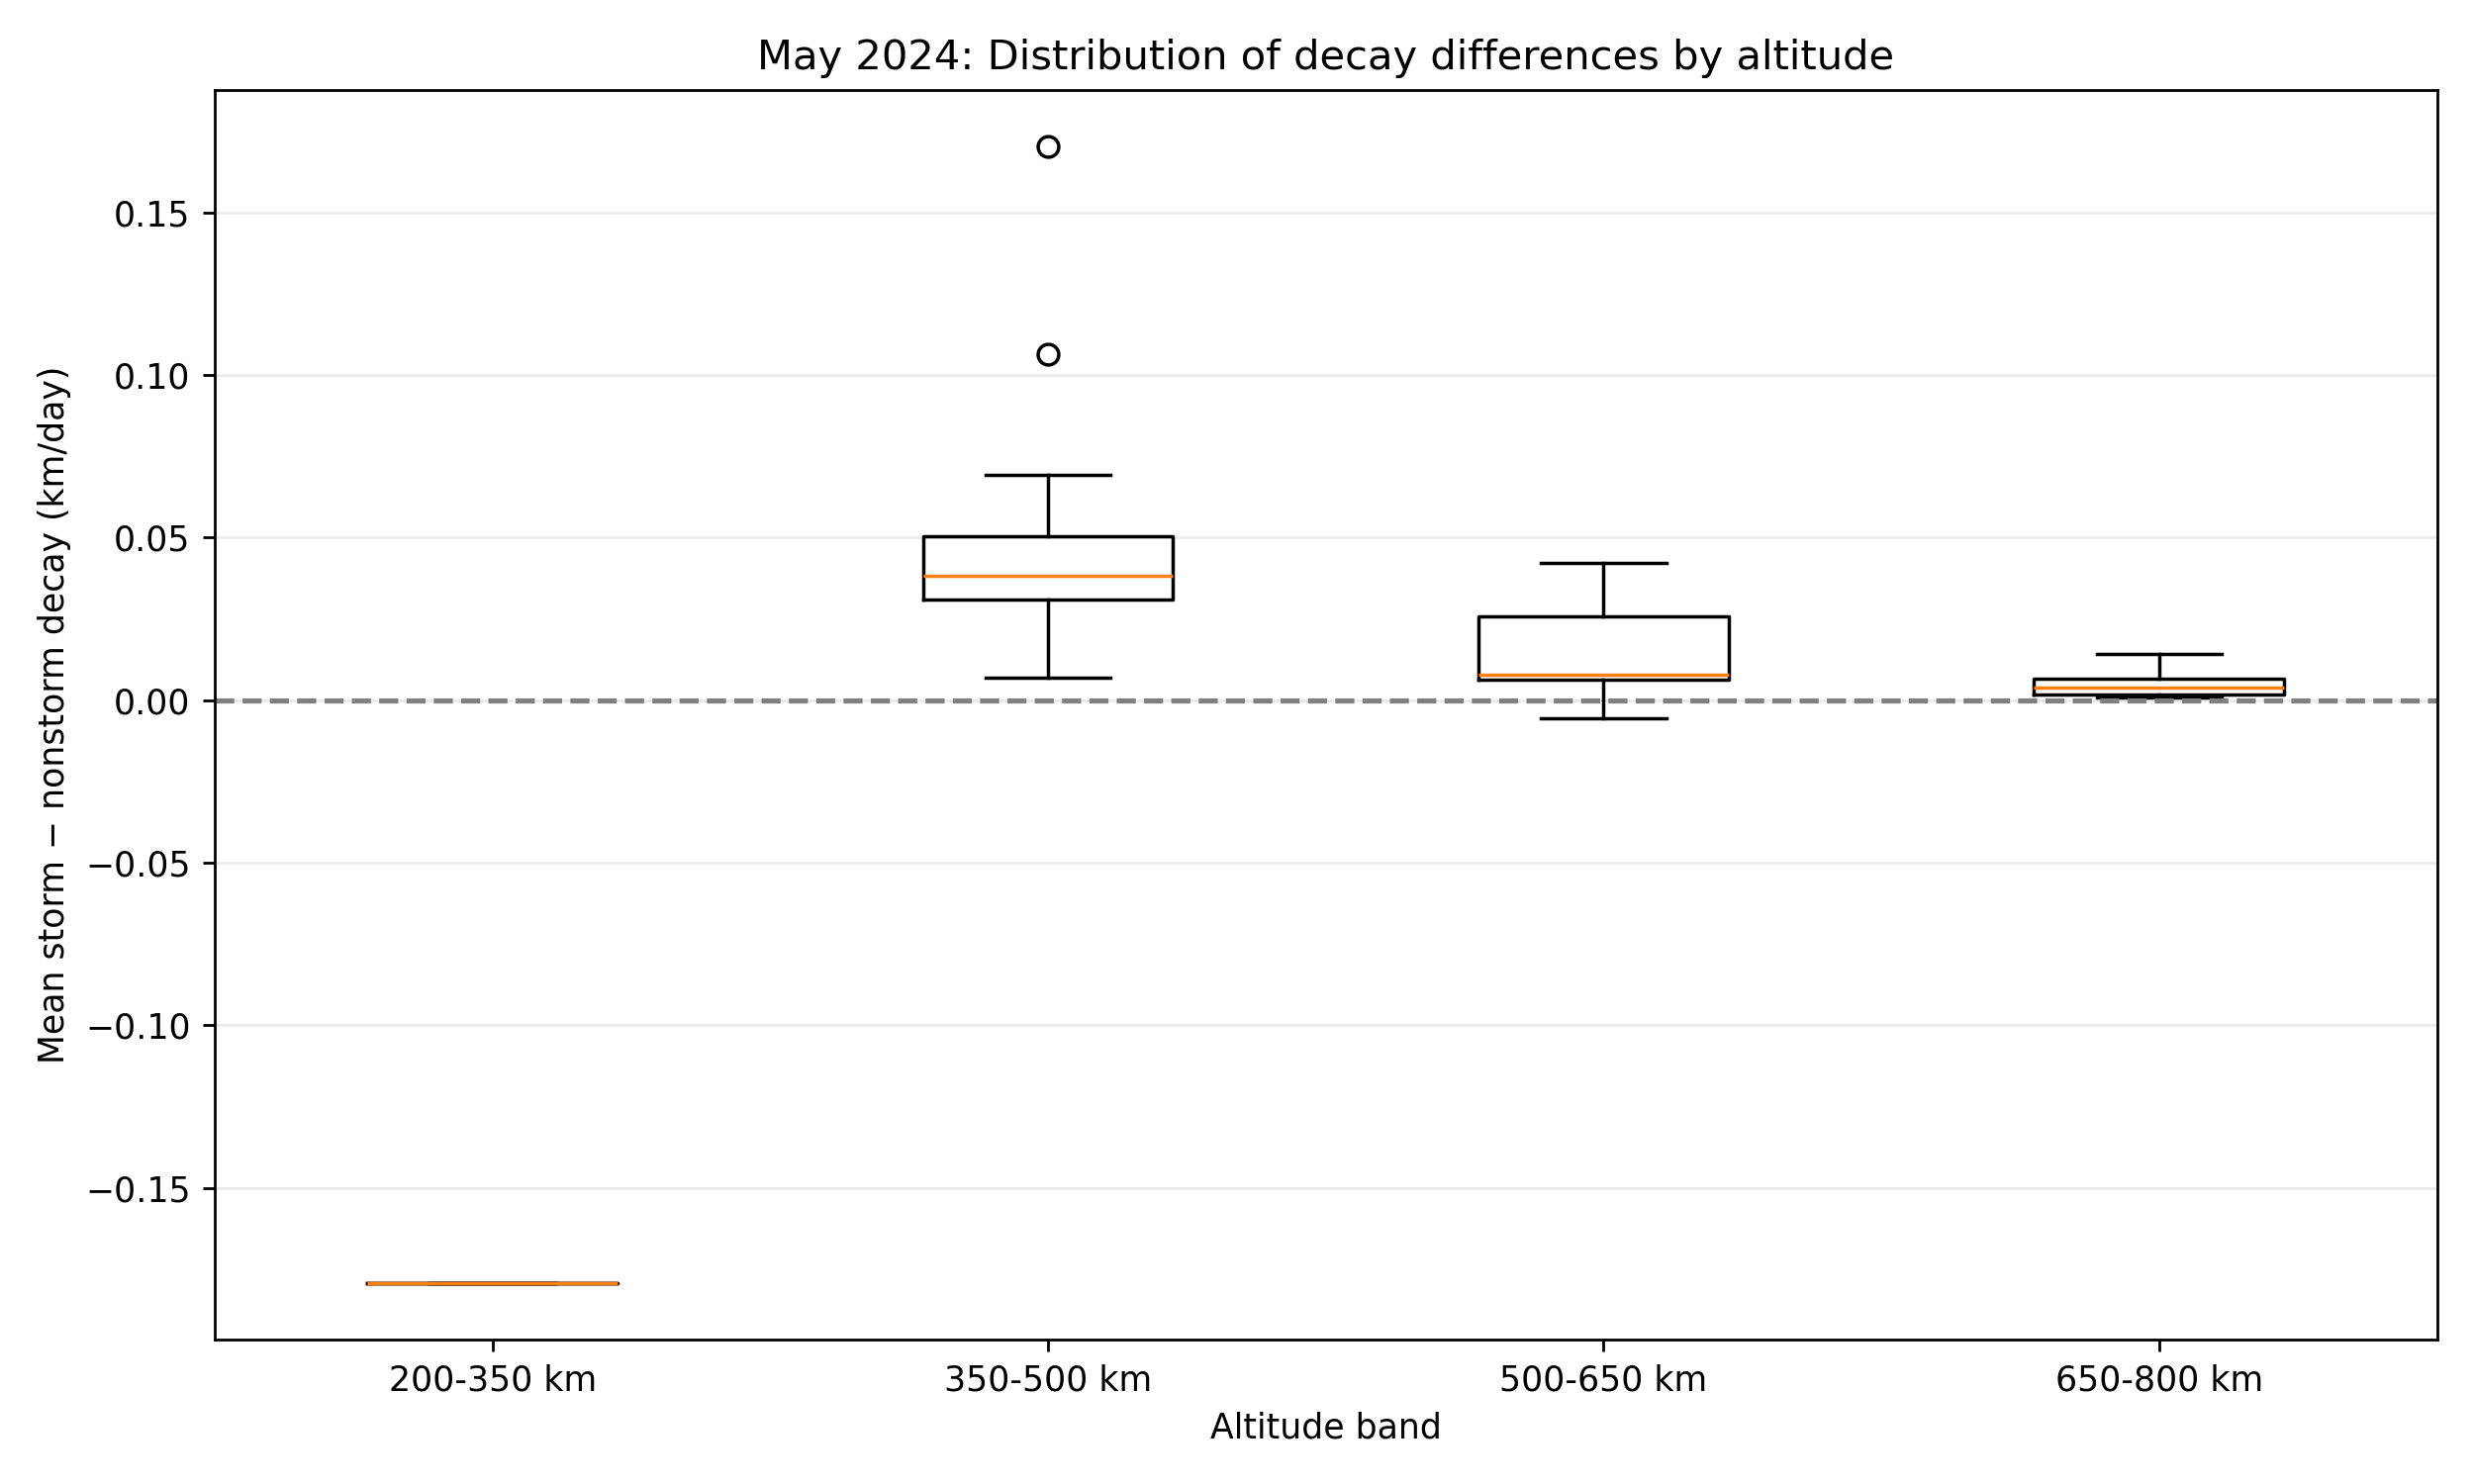 May 2024: Distribution of decay differences by altitude
Mean storm − nonstorm decay (km/day)
0.15
0.10
0.05
0.00
−0.05
−0.10
−0.15
200-350 km
350-500 km
500-650 km
650-800 km
Altitude band